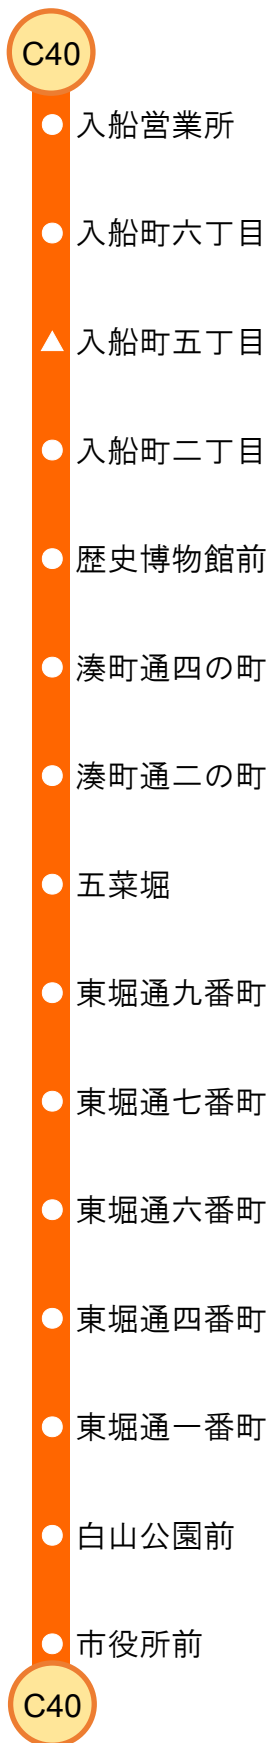 C40
入船営業所
入船町六丁目
入船町五丁目
入船町二丁目
歴史博物館前
湊町通四の町
湊町通二の町
五菜堀
東堀通九番町
東堀通七番町
東堀通六番町
東堀通四番町
東堀通一番町
白山公園前
市役所前
C40